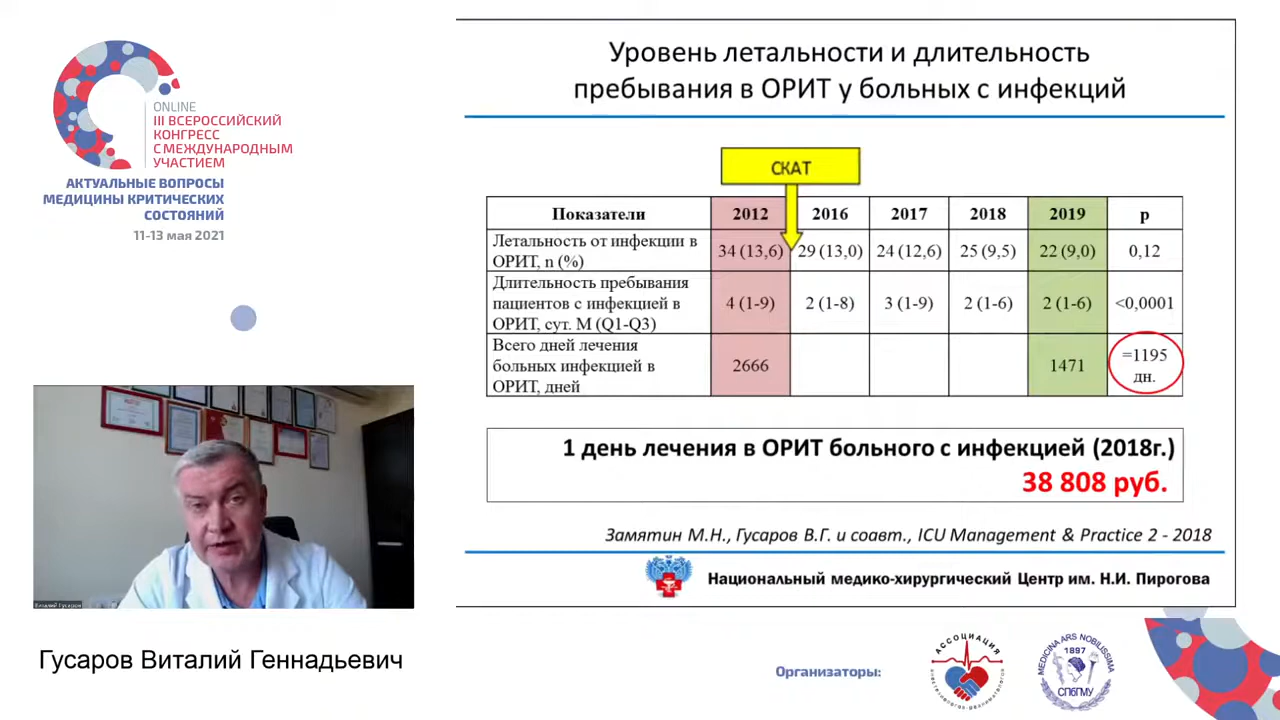 ONLINE
III ВСЕРОССИЙСКИЙ
КОНГРЕСС
С МЕЖДУНАРОДНЫМ
УЧАСТИЕМ
АКТУАЛЬНЫЕ ВОПРОСЫ
МЕДИЦИНЫ КРИТИЧЕСКИХ
СОСТОЯНИЙ
11-13 мая 2021
Уровень летальности и длительность
пребывания в ОРИТ у больных с инфекций
СКАТ
Показатели 2012 2016 2017 2018 2019 p
Летальность от инфекции в
ОРИТ, n (%) 34 (13,6) 29 (13,0) 24 (12,6) 25 (9,5) 22 (9,0) 0,12
Длительность пребывания
пациентов с инфекцией в
ОРИТ, сут. М (Q1-Q3) 4 (1-9) 2 (1-8) 3 (1-9) 2 (1-6) 2 (1-6) <0,0001
Всего дней лечения
больных инфекцией в
ОРИТ, дней 2666 1471 =1195
дн.
1 день лечения в ОРИТ больного с инфекцией (2018г.)
38 808 руб.
Замятин М.Н., Гусаров В.Г. и соавт., ICU Management & Practice 2 - 2018
Национальный медико-хирургический Центр им. Н.И. Пирогова
Виталий Гусаров
Гусаров Виталий Геннадьевич
Организаторы:
АССОЦИАЦИЯ
АНЕСТЕЗИОЛОГОВ-РЕАНИМАТОЛОГОВ
MEDICINA ARS NOBILISSIMA
1897
СПбГМУ